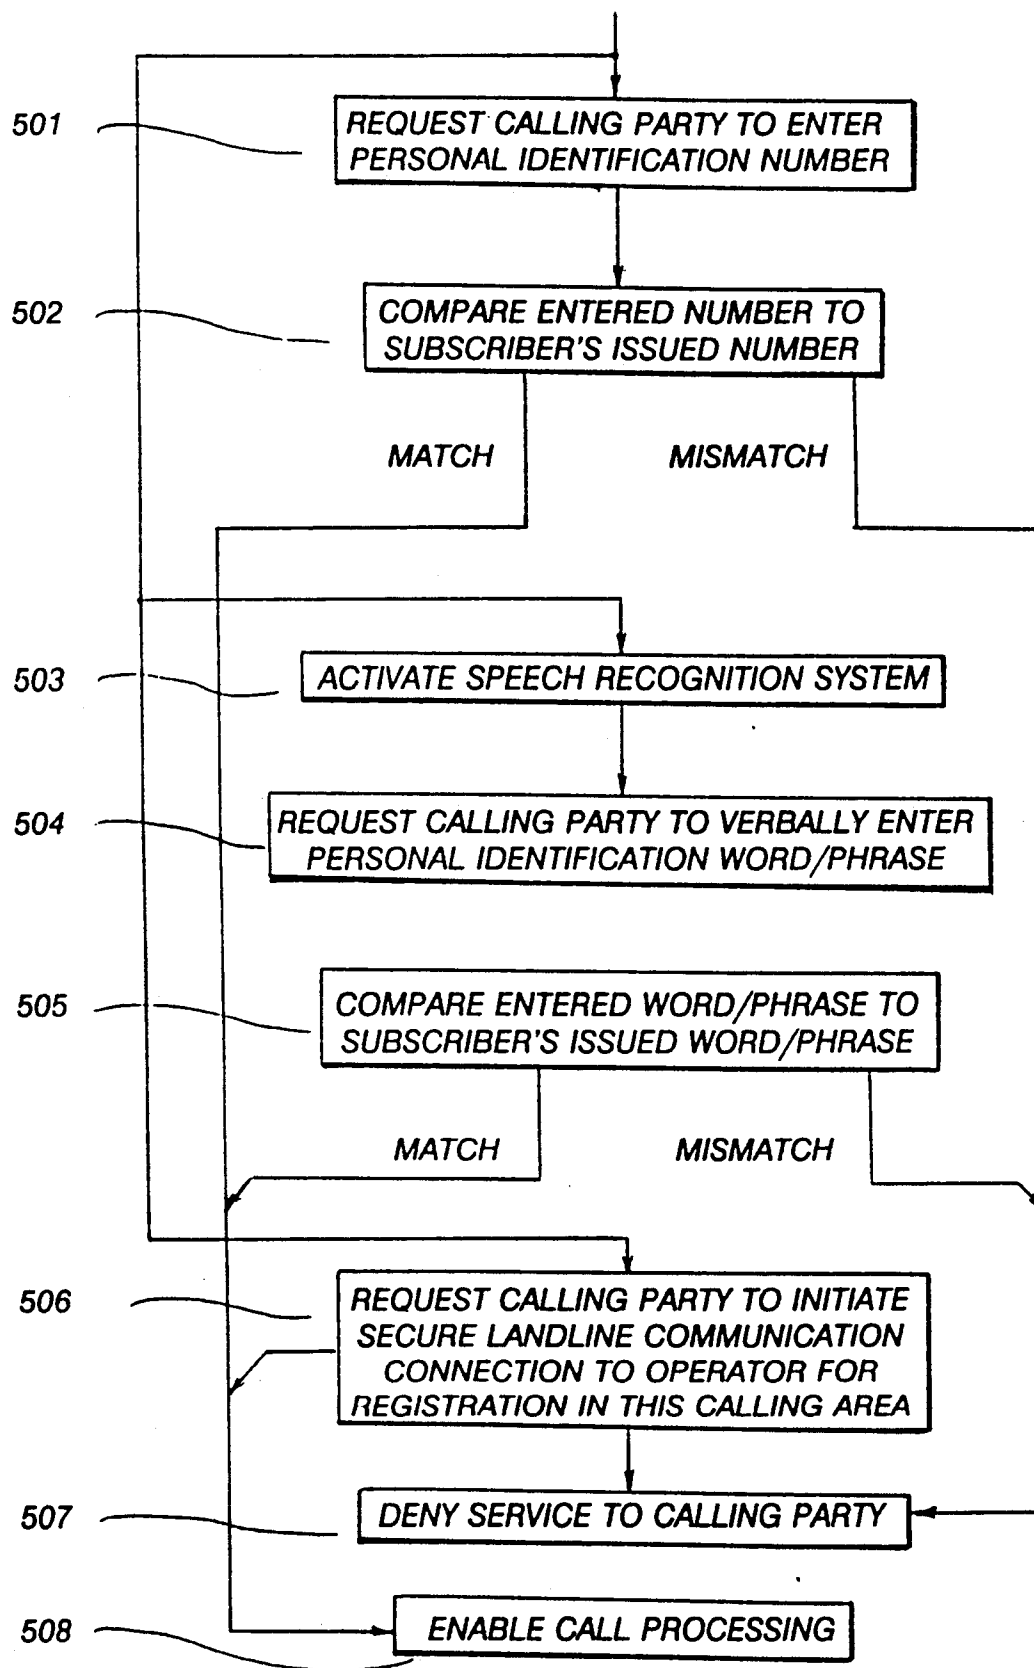 501
REQUEST CALLING PARTY TO ENTER
PERSONAL IDENTIFICATION NUMBER
502
COMPARE ENTERED NUMBER TO
SUBSCRIBER'S ISSUED NUMBER
MATCH
MISMATCH
503
ACTIVATE SPEECH RECOGNITION SYSTEM
504
REQUEST CALLING PARTY TO VERBALLY ENTER
PERSONAL IDENTIFICATION WORD/PHRASE
505
COMPARE ENTERED WORD/PHRASE TO
SUBSCRIBER'S ISSUED WORD/PHRASE
MATCH
MISMATCH
506
REQUEST CALLING PARTY TO INITIATE
SECURE LANDLINE COMMUNICATION
CONNECTION TO OPERATOR FOR
REGISTRATION IN THIS CALLING AREA
507
DENY SERVICE TO CALLING PARTY
508
ENABLE CALL PROCESSING